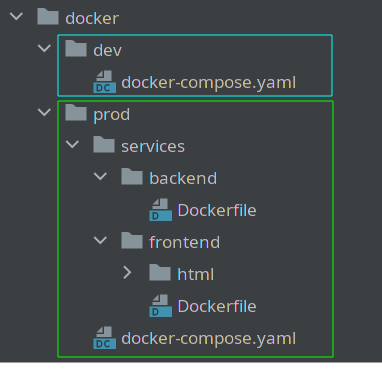 docker
dev
DC docker-compose.yaml
prod
services
backend
D Dockerfile
frontend
html
D Dockerfile
DC docker-compose.yaml